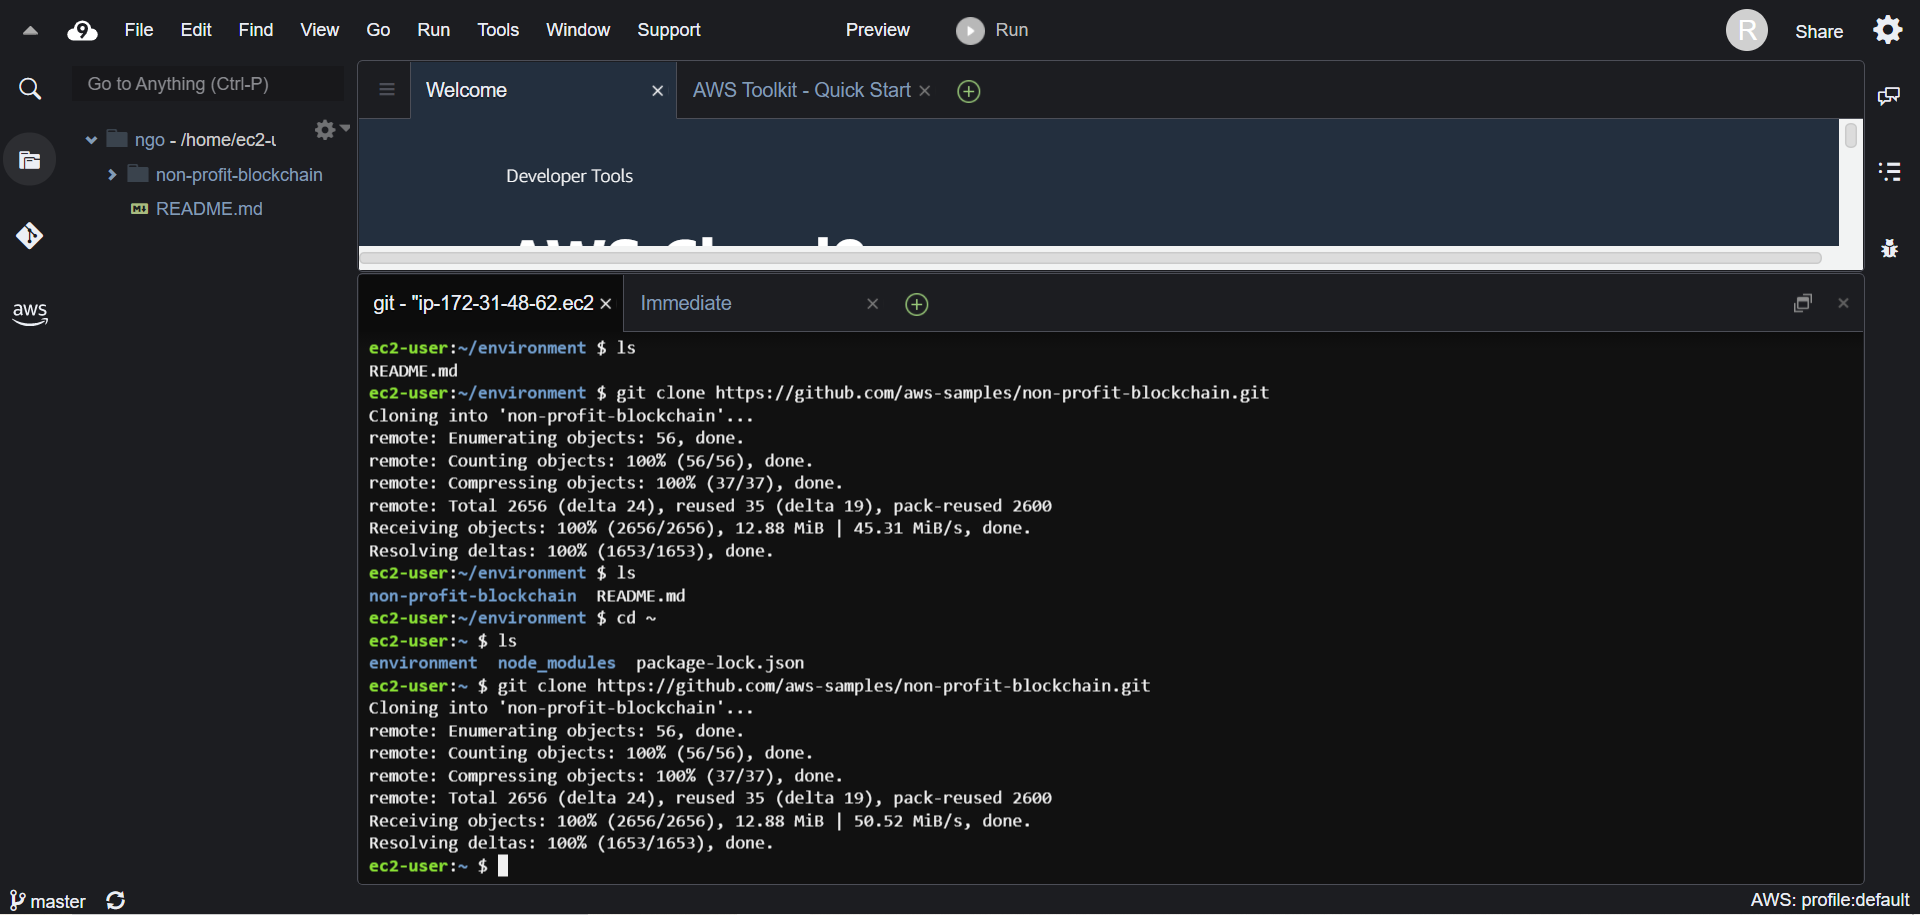 File Edit Find View Go Run Tools Window Support Preview Run R Share
Go to Anything (Ctrl-P)
Welcome
AWS Toolkit - Quick Start
ngo - /home/ec2-u
non-profit-blockchain
README.md
aws
Developer Tools
AWS Cloud9
git - "ip-172-31-48-62.ec2
Immediate
ec2-user:~/environment $ ls
README.md
ec2-user:~/environment $ git clone https://github.com/aws-samples/non-profit-blockchain.git
Cloning into 'non-profit-blockchain'...
remote: Enumerating objects: 56, done.
remote: Counting objects: 100% (56/56), done.
remote: Compressing objects: 100% (37/37), done.
remote: Total 2656 (delta 24), reused 35 (delta 19), pack-reused 2600
Receiving objects: 100% (2656/2656), 12.88 MiB | 45.31 MiB/s, done.
Resolving deltas: 100% (1653/1653), done.
ec2-user:~/environment $ ls
non-profit-blockchain  README.md
ec2-user:~/environment $ cd ~
ec2-user:~ $ ls
environment  node_modules  package-lock.json
ec2-user:~ $ git clone https://github.com/aws-samples/non-profit-blockchain.git
Cloning into 'non-profit-blockchain'...
remote: Enumerating objects: 56, done.
remote: Counting objects: 100% (56/56), done.
remote: Compressing objects: 100% (37/37), done.
remote: Total 2656 (delta 24), reused 35 (delta 19), pack-reused 2600
Receiving objects: 100% (2656/2656), 12.88 MiB | 50.52 MiB/s, done.
Resolving deltas: 100% (1653/1653), done.
ec2-user:~ $
master
AWS: profile:default